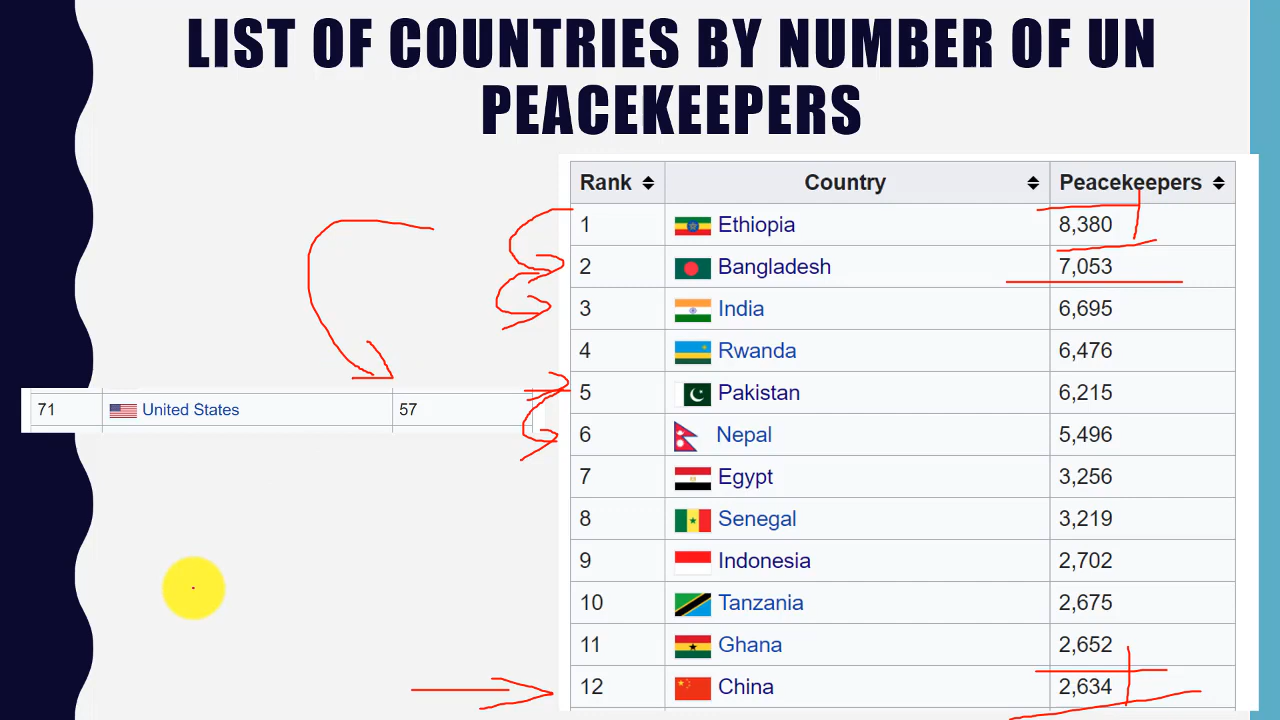 LIST OF COUNTRIES BY NUMBER OF UN
PEACEKEEPERS
Rank Country Peacekeepers
1 Ethiopia 8,380
2 Bangladesh 7,053
3 India 6,695
4 Rwanda 6,476
5 Pakistan 6,215
71 United States 57
6 Nepal 5,496
7 Egypt 3,256
8 Senegal 3,219
9 Indonesia 2,702
10 Tanzania 2,675
11 Ghana 2,652
12 China 2,634